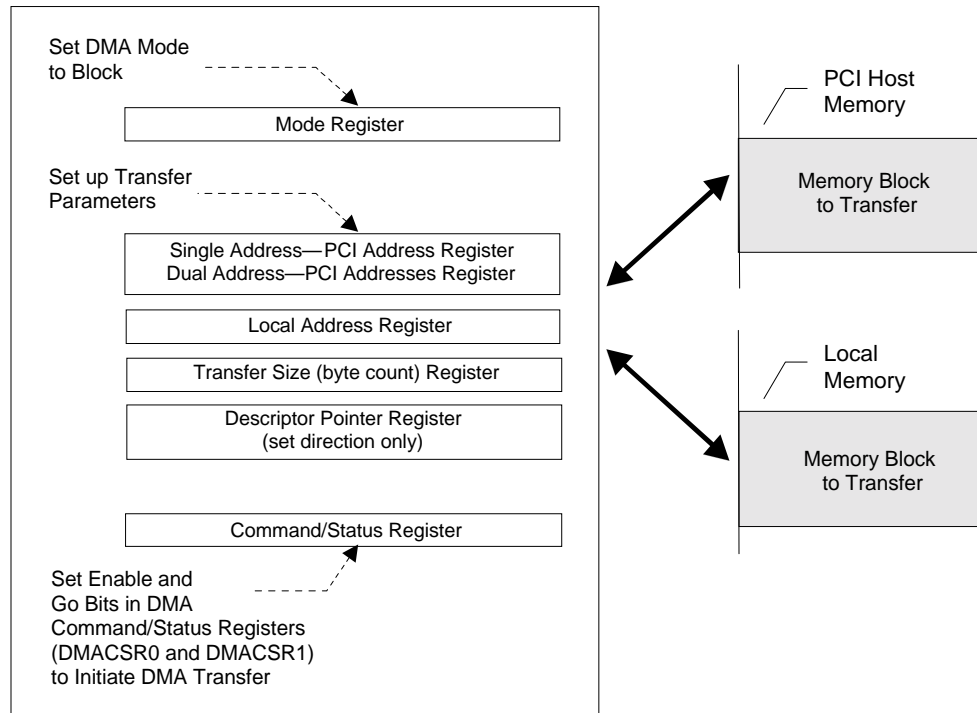 Set DMA Mode
to Block
Mode Register
Set up Transfer
Parameters
Single Address—PCI Address Register
Dual Address—PCI Addresses Register
Local Address Register
Transfer Size (byte count) Register
Descriptor Pointer Register
(set direction only)
Command/Status Register
Set Enable and
Go Bits in DMA
Command/Status Registers
(DMACSR0 and DMACSR1)
to Initiate DMA Transfer
PCI Host
Memory
Memory Block
to Transfer
Local
Memory
Memory Block
to Transfer